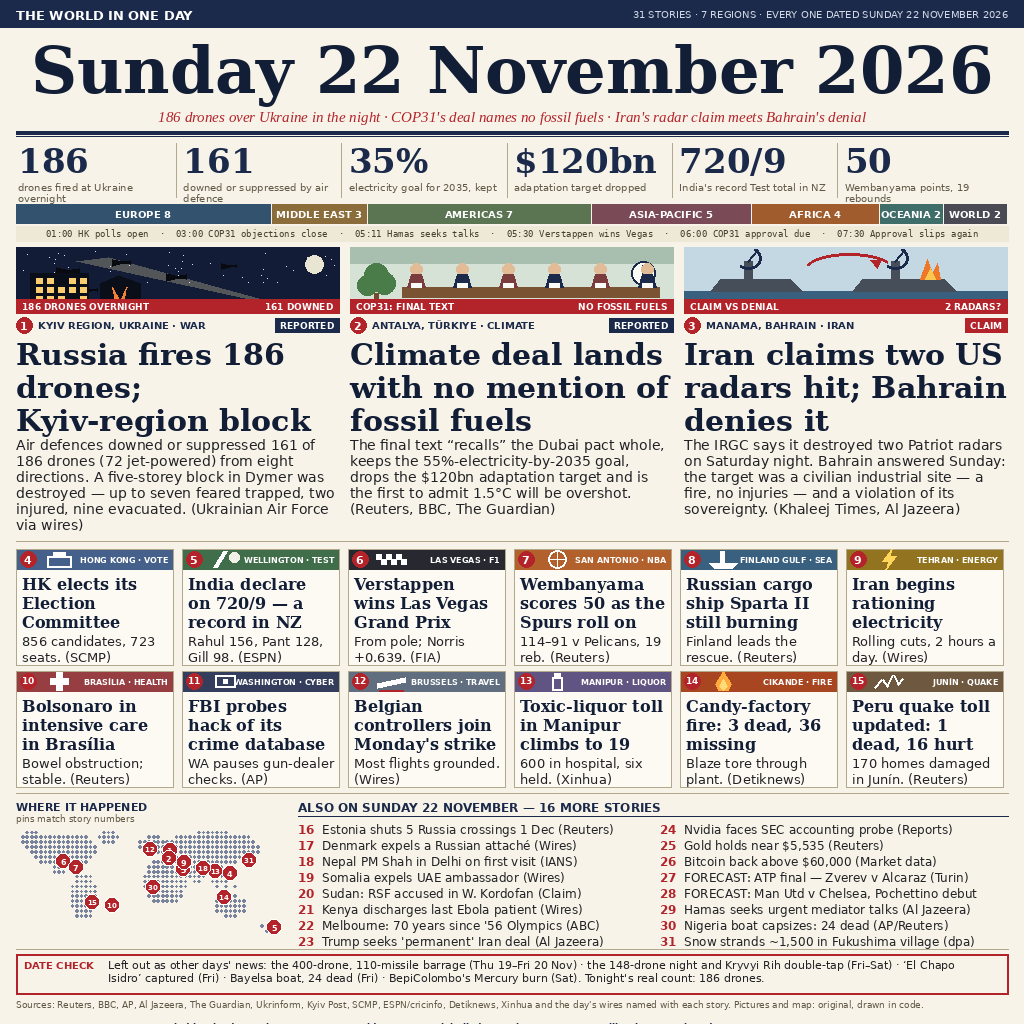 THE WORLD IN ONE DAY
31 STORIES · 7 REGIONS · EVERY ONE DATED SUNDAY 22 NOVEMBER 2026
Sunday 22 November 2026
186 drones over Ukraine in the night · COP31's deal names no fossil fuels · Iran's radar claim meets Bahrain's denial
186
drones fired at Ukraine
overnight
161
downed or suppressed by air
defence
35%
electricity goal for 2035, kept
$120bn
adaptation target dropped
720/9
India's record Test total in NZ
50
Wembanyama points, 19
rebounds
EUROPE 8
MIDDLE EAST 3
AMERICAS 7
ASIA-PACIFIC 5
AFRICA 4
OCEANIA 2
WORLD 2
01:00 HK polls open · 03:00 COP31 objections close · 05:11 Hamas seeks talks · 05:30 Verstappen wins Vegas · 06:00 COP31 approval due · 07:30 Approval slips again
186 DRONES OVERNIGHT
161 DOWNED
1 KYIV REGION, UKRAINE · WAR
REPORTED
Russia fires 186
drones;
Kyiv-region block
Air defences downed or suppressed 161 of
186 drones (72 jet-powered) from eight
directions. A five-storey block in Dymer was
destroyed — up to seven feared trapped, two
injured, nine evacuated. (Ukrainian Air Force
via wires)
COP31: FINAL TEXT
NO FOSSIL FUELS
2 ANTALYA, TÜRKIYE · CLIMATE
REPORTED
Climate deal lands
with no mention of
fossil fuels
The final text “recalls” the Dubai pact whole,
keeps the 55%-electricity-by-2035 goal,
drops the $120bn adaptation target and is
the first to admit 1.5°C will be overshot.
(Reuters, BBC, The Guardian)
CLAIM VS DENIAL
2 RADARS?
3 MANAMA, BAHRAIN · IRAN
CLAIM
Iran claims two US
radars hit; Bahrain
denies it
The IRGC says it destroyed two Patriot radars
on Saturday night. Bahrain answered Sunday:
the target was a civilian industrial site — a
fire, no injuries — and a violation of its
sovereignty. (Khaleej Times, Al Jazeera)
4 HONG KONG · VOTE
HK elects its
Election
Committee
856 candidates, 723
seats. (SCMP)
5 WELLINGTON · TEST
India declare
on 720/9 — a
record in NZ
Rahul 156, Pant 128,
Gill 98. (ESPN)
6 LAS VEGAS · F1
Verstappen
wins Las Vegas
Grand Prix
From pole; Norris
+0.639. (FIA)
7 SAN ANTONIO · NBA
Wembanyama
scores 50 as the
Spurs roll on
114–91 v Pelicans, 19
reb. (Reuters)
8 FINLAND GULF · SEA
Russian cargo
ship Sparta II
still burning
Finland leads the
rescue. (Reuters)
9 TEHRAN · ENERGY
Iran begins
rationing
electricity
Rolling cuts, 2 hours a
day. (Wires)
10 BRASÍLIA · HEALTH
Bolsonaro in
intensive care
in Brasília
Bowel obstruction;
stable. (Reuters)
11 WASHINGTON · CYBER
FBI probes
hack of its
crime database
WA pauses gun-dealer
checks. (AP)
12 BRUSSELS · TRAVEL
Belgian
controllers join
Monday's strike
Most flights grounded.
(Wires)
13 MANIPUR · LIQUOR
Toxic-liquor toll
in Manipur
climbs to 19
600 in hospital, six
held. (Xinhua)
14 CIKANDE · FIRE
Candy-factory
fire: 3 dead, 36
missing
Blaze tore through
plant. (Detiknews)
15 JUNÍN · QUAKE
Peru quake toll
updated: 1
dead, 16 hurt
170 homes damaged
in Junín. (Reuters)
WHERE IT HAPPENED
pins match story numbers
12
2
9
6
7
18
13
4
31
30
15
10
14
5
ALSO ON SUNDAY 22 NOVEMBER — 16 MORE STORIES
16 Estonia shuts 5 Russia crossings 1 Dec (Reuters)
17 Denmark expels a Russian attaché (Wires)
18 Nepal PM Shah in Delhi on first visit (IANS)
19 Somalia expels UAE ambassador (Wires)
20 Sudan: RSF accused in W. Kordofan (Claim)
21 Kenya discharges last Ebola patient (Wires)
22 Melbourne: 70 years since '56 Olympics (ABC)
23 Trump seeks 'permanent' Iran deal (Al Jazeera)
24 Nvidia faces SEC accounting probe (Reports)
25 Gold holds near $5,535 (Reuters)
26 Bitcoin back above $60,000 (Market data)
27 FORECAST: ATP final — Zverev v Alcaraz (Turin)
28 FORECAST: Man Utd v Chelsea, Pochettino debut
29 Hamas seeks urgent mediator talks (Al Jazeera)
30 Nigeria boat capsizes: 24 dead (AP/Reuters)
31 Snow strands ~1,500 in Fukushima village (dpa)
DATE CHECK
Left out as other days' news: the 400-drone, 110-missile barrage (Thu 19–Fri 20 Nov) · the 148-drone night and Kryvyi Rih double-tap (Fri–Sat) · ‘El Chapo
Isidro’ captured (Fri) · Bayelsa boat, 24 dead (Fri) · BepiColombo's Mercury burn (Sat). Tonight's real count: 186 drones.
Sources: Reuters, BBC, AP, Al Jazeera, The Guardian, Ukrinform, Kyiv Post, SCMP, ESPN/cricinfo, Detiknews, Xinhua and the day's wires named with each story. Pictures and map: original, drawn in code.